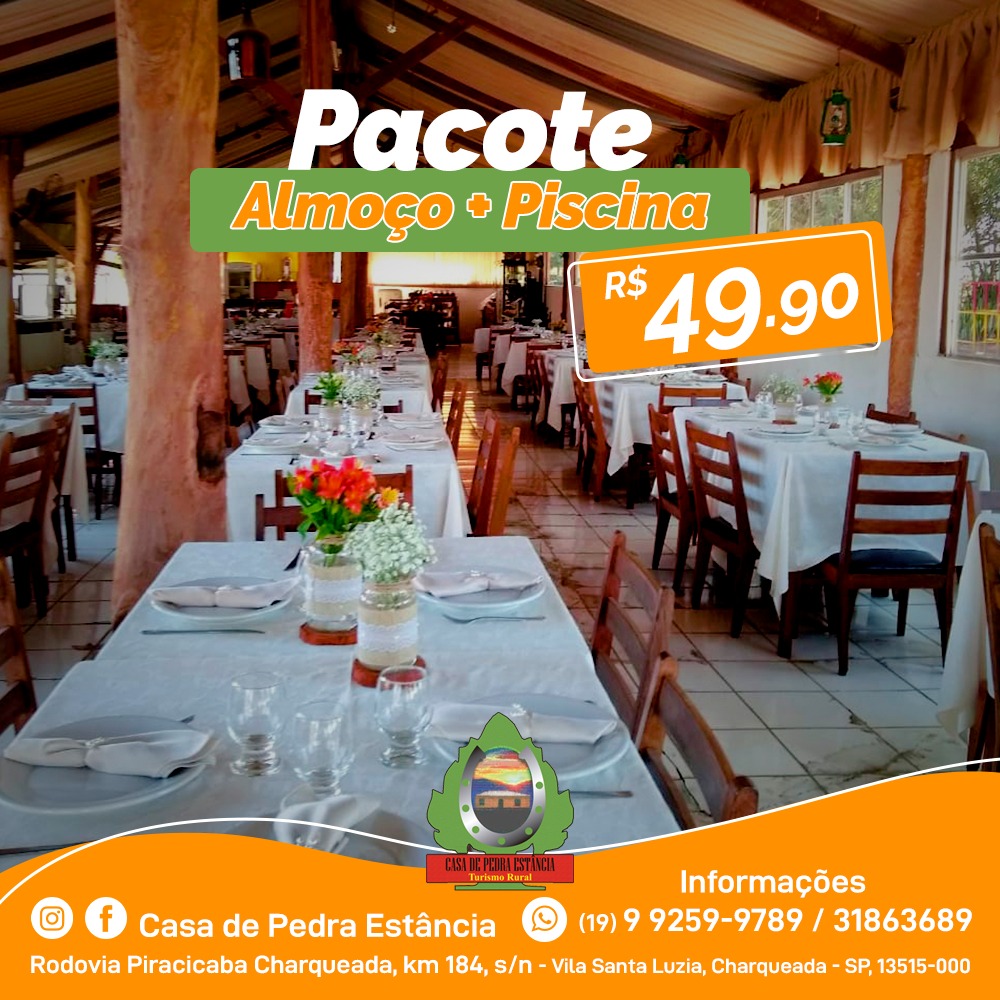 Pacote
Almoço + Piscina
R$ 49.90
CASA DE PEDRA ESTÂNCIA
Turismo Rural
Informações
Casa de Pedra Estância
(19) 9 9259-9789 / 31863689
Rodovia Piracicaba Charqueada, km 184, s/n - Vila Santa Luzia, Charqueada - SP, 13515-000